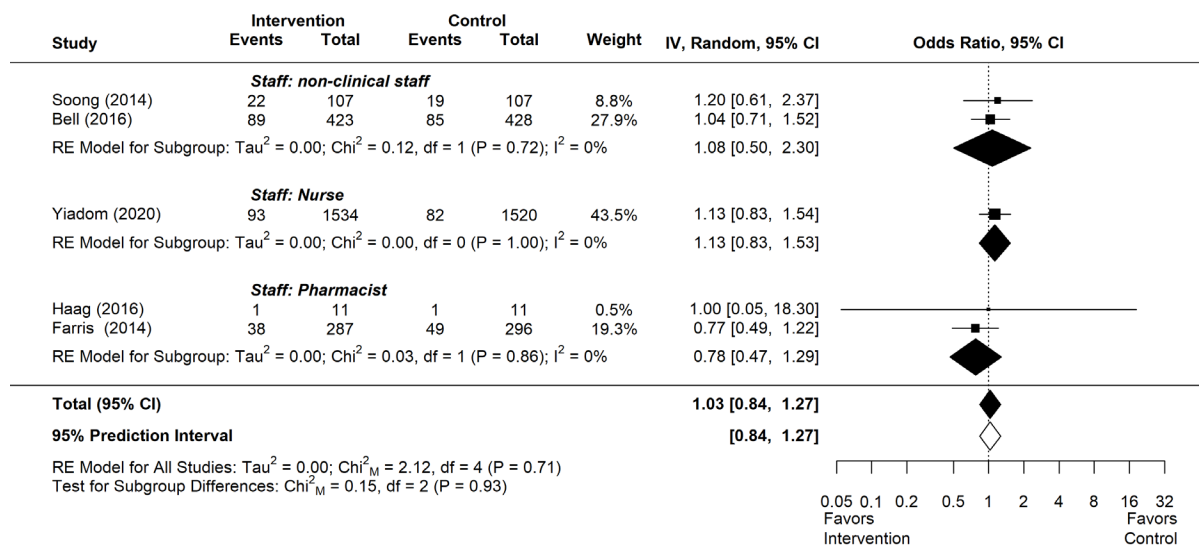 Intervention Control
Study Events Total Events Total Weight IV, Random, 95% CI Odds Ratio, 95% CI
Staff: non-clinical staff
Soong (2014) 22 107 19 107 8.8% 1.20 [0.61, 2.37]
Bell (2016) 89 423 85 428 27.9% 1.04 [0.71, 1.52]
RE Model for Subgroup: Tau² = 0.00; Chi² = 0.12, df = 1 (P = 0.72); I² = 0% 1.08 [0.50, 2.30]
Staff: Nurse
Yiadom (2020) 93 1534 82 1520 43.5% 1.13 [0.83, 1.54]
RE Model for Subgroup: Tau² = 0.00; Chi² = 0.00, df = 0 (P = 1.00); I² = 0% 1.13 [0.83, 1.53]
Staff: Pharmacist
Haag (2016) 1 11 1 11 0.5% 1.00 [0.05, 18.30]
Farris (2014) 38 287 49 296 19.3% 0.77 [0.49, 1.22]
RE Model for Subgroup: Tau² = 0.00; Chi² = 0.03, df = 1 (P = 0.86); I² = 0% 0.78 [0.47, 1.29]
Total (95% CI) 1.03 [0.84, 1.27]
95% Prediction Interval [0.84, 1.27]
RE Model for All Studies: Tau² = 0.00; Chi²M = 2.12, df = 4 (P = 0.71)
Test for Subgroup Differences: Chi²M = 0.15, df = 2 (P = 0.93)
0.05 0.1 0.2 0.5 1 2 4 8 16 32
Favors Favors
Intervention Control